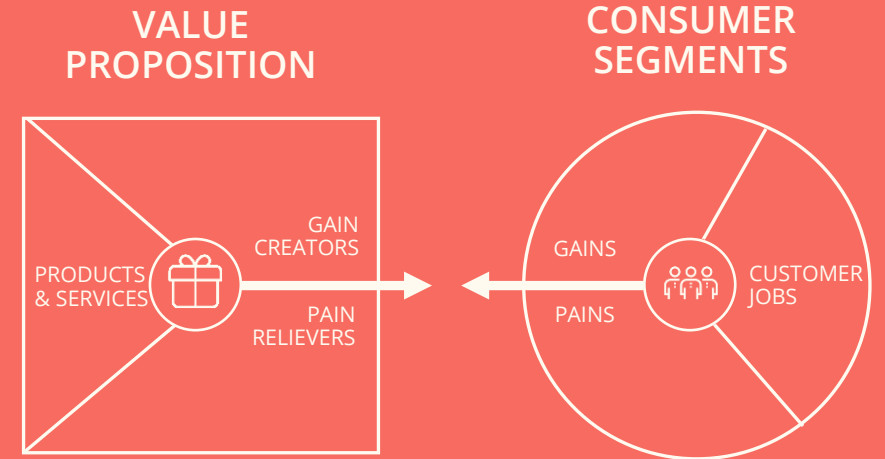 VALUE
PROPOSITION
CONSUMER
SEGMENTS
PRODUCTS
& SERVICES
GAIN
CREATORS
PAIN
RELIEVERS
GAINS
PAINS
CUSTOMER
JOBS